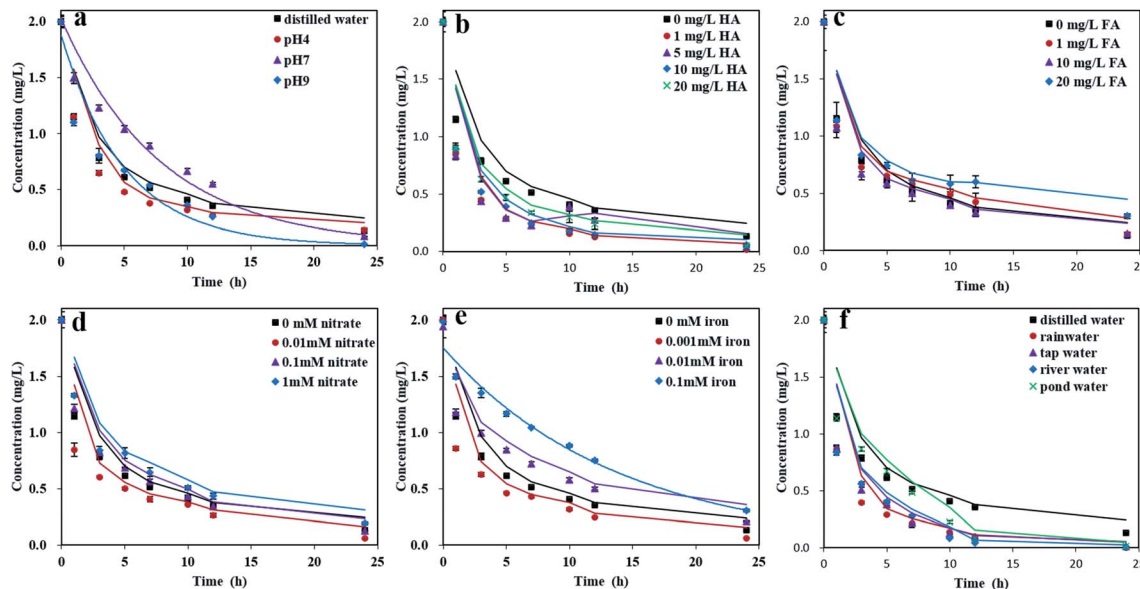 a
distilled water
pH4
pH7
pH9
Concentration (mg/L)
2.0
1.5
1.0
0.5
0.0
0 5 10 15 20 25
Time (h)
b
0 mg/L HA
1 mg/L HA
5 mg/L HA
10 mg/L HA
20 mg/L HA
Concentration (mg/L)
2.0
1.5
1.0
0.5
0.0
0 5 10 15 20 25
Time (h)
c
0 mg/L FA
1 mg/L FA
10 mg/L FA
20 mg/L FA
Concentration (mg/L)
2.0
1.5
1.0
0.5
0.0
0 5 10 15 20 25
Time (h)
d
0 mM nitrate
0.01mM nitrate
0.1mM nitrate
1mM nitrate
Concentration (mg/L)
2.0
1.5
1.0
0.5
0.0
0 5 10 15 20 25
Time (h)
e
0 mM iron
0.001mM iron
0.01mM iron
0.1mM iron
Concentration (mg/L)
2.0
1.5
1.0
0.5
0.0
0 5 10 15 20 25
Time (h)
f
distilled water
rainwater
tap water
river water
pond water
Concentration (mg/L)
2.0
1.5
1.0
0.5
0.0
0 5 10 15 20 25
Time (h)